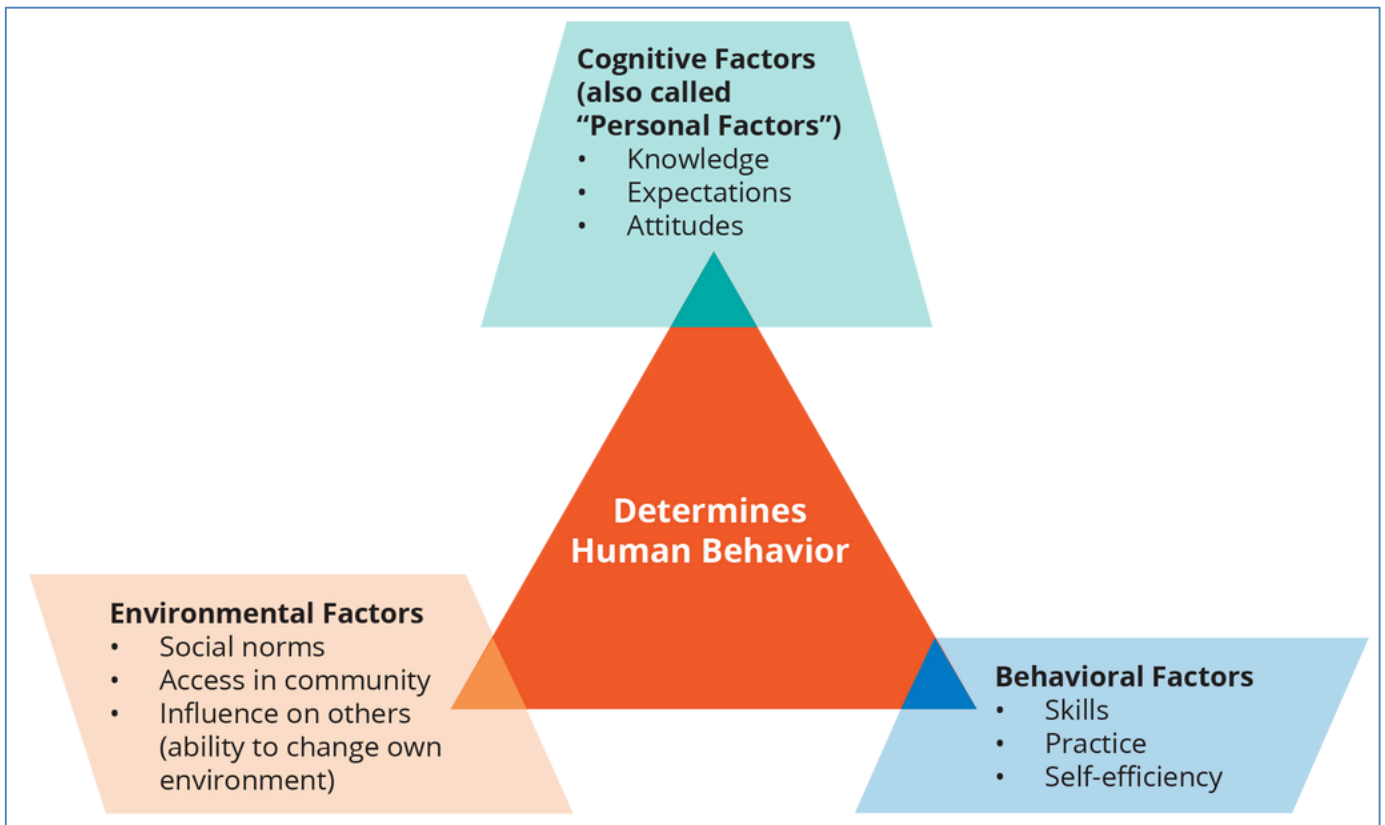 Cognitive Factors
(also called
“Personal Factors”)
• Knowledge
• Expectations
• Attitudes
Determines
Human Behavior
Environmental Factors
• Social norms
• Access in community
• Influence on others
(ability to change own
environment)
Behavioral Factors
• Skills
• Practice
• Self-efficiency